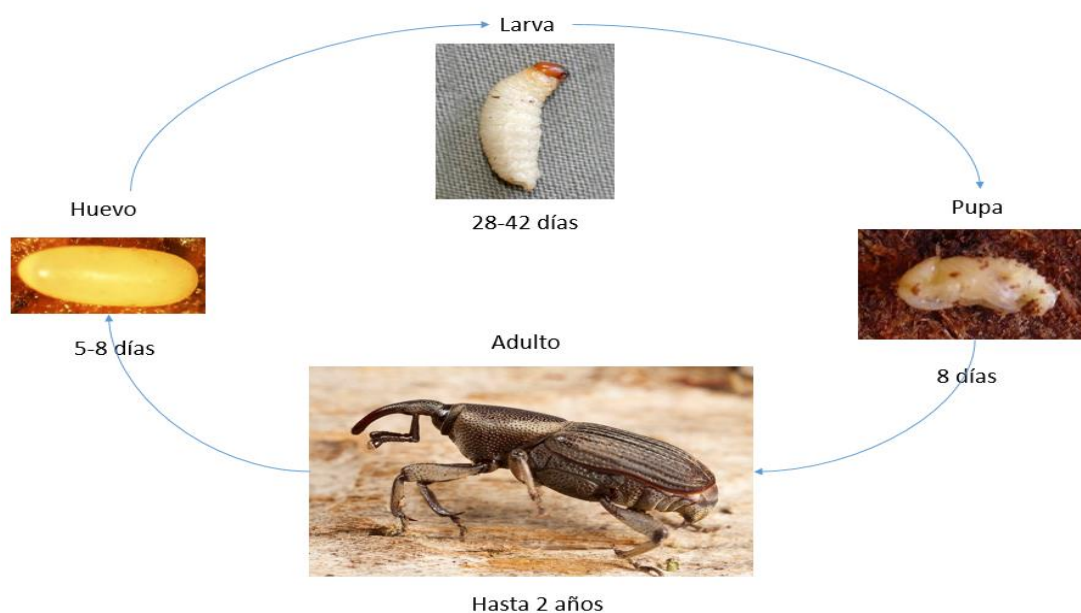 Larva
28-42 días
Huevo
5-8 días
Pupa
8 días
Adulto
Hasta 2 años